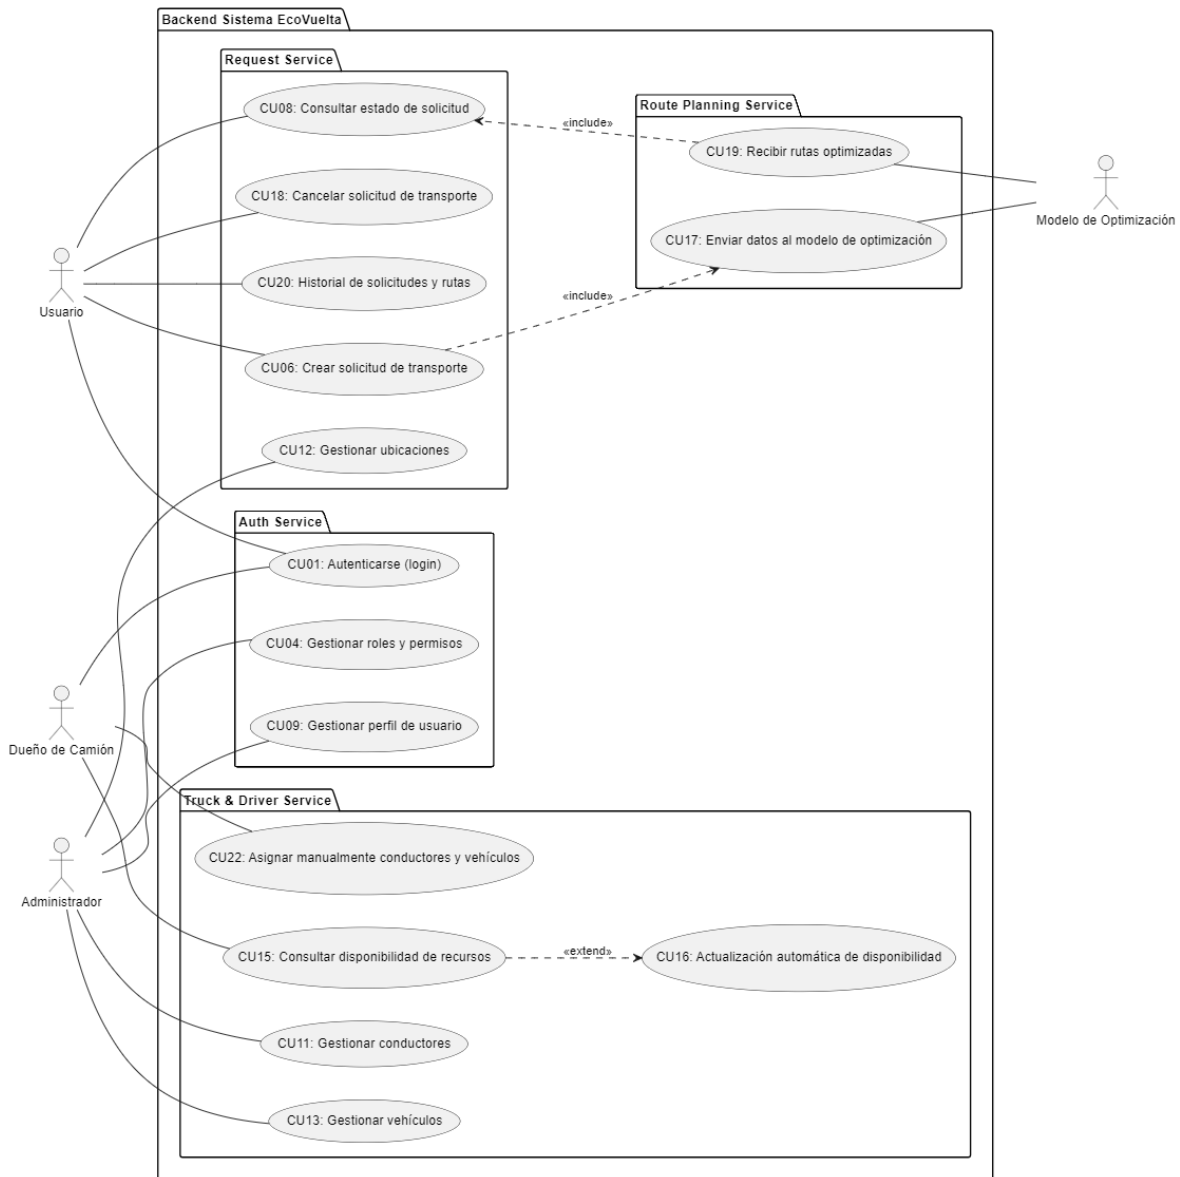 Backend Sistema EcoVuelta
Request Service
CU08: Consultar estado de solicitud
CU18: Cancelar solicitud de transporte
CU20: Historial de solicitudes y rutas
CU06: Crear solicitud de transporte
CU12: Gestionar ubicaciones
Route Planning Service
«include»
CU19: Recibir rutas optimizadas
CU17: Enviar datos al modelo de optimización
«include»
Modelo de Optimización
Usuario
Auth Service
CU01: Autenticarse (login)
CU04: Gestionar roles y permisos
CU09: Gestionar perfil de usuario
Dueño de Camión
Truck & Driver Service
CU22: Asignar manualmente conductores y vehículos
Administrador
CU15: Consultar disponibilidad de recursos
«extend»
CU16: Actualización automática de disponibilidad
CU11: Gestionar conductores
CU13: Gestionar vehículos